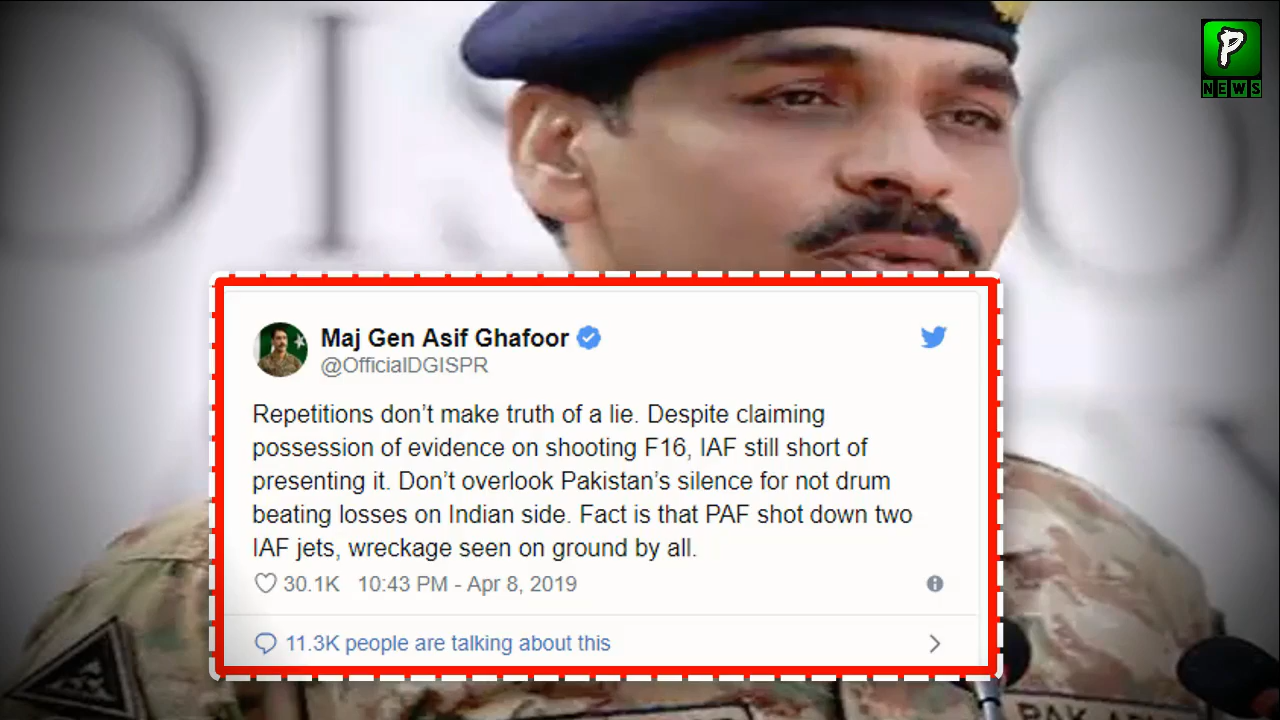 P
NEWS
Maj Gen Asif Ghafoor
@OfficialDGISPR
Repetitions don’t make truth of a lie. Despite claiming
possession of evidence on shooting F16, IAF still short of
presenting it. Don’t overlook Pakistan’s silence for not drum
beating losses on Indian side. Fact is that PAF shot down two
IAF jets, wreckage seen on ground by all.
30.1K 10:43 PM - Apr 8, 2019
11.3K people are talking about this